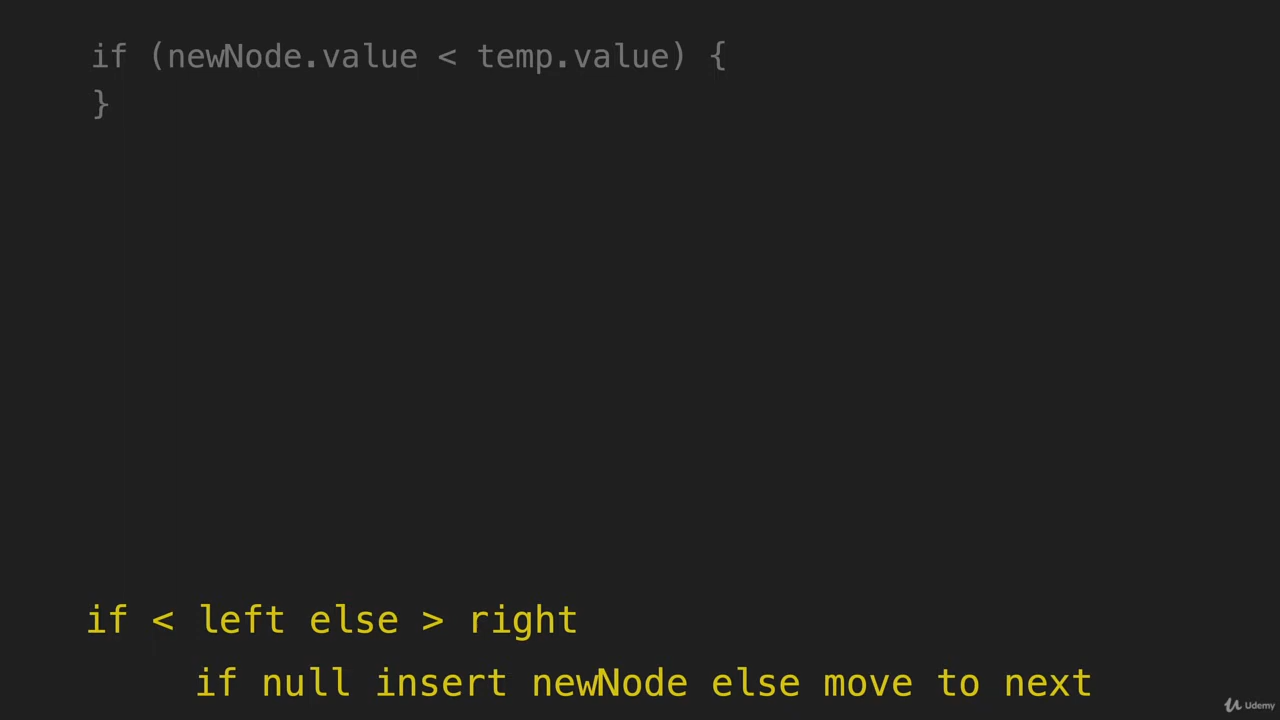 if (newNode.value < temp.value) {
}
if < left else > right
if null insert newNode else move to next
Udemy